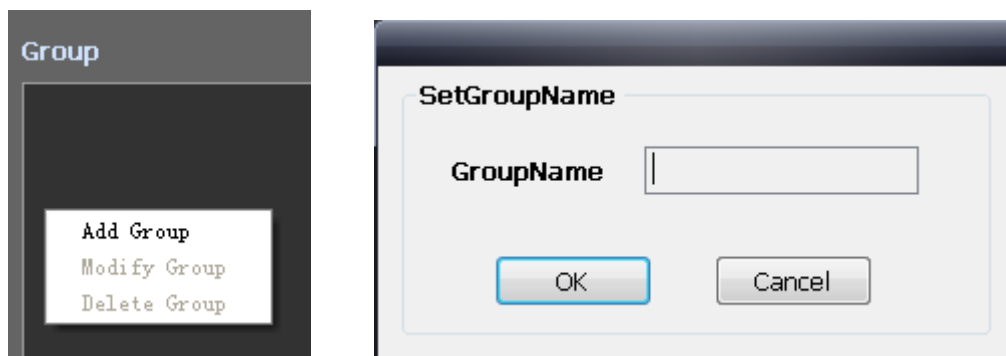 Group
Add Group
Modify Group
Delete Group
SetGroupName
GroupName
OK
Cancel